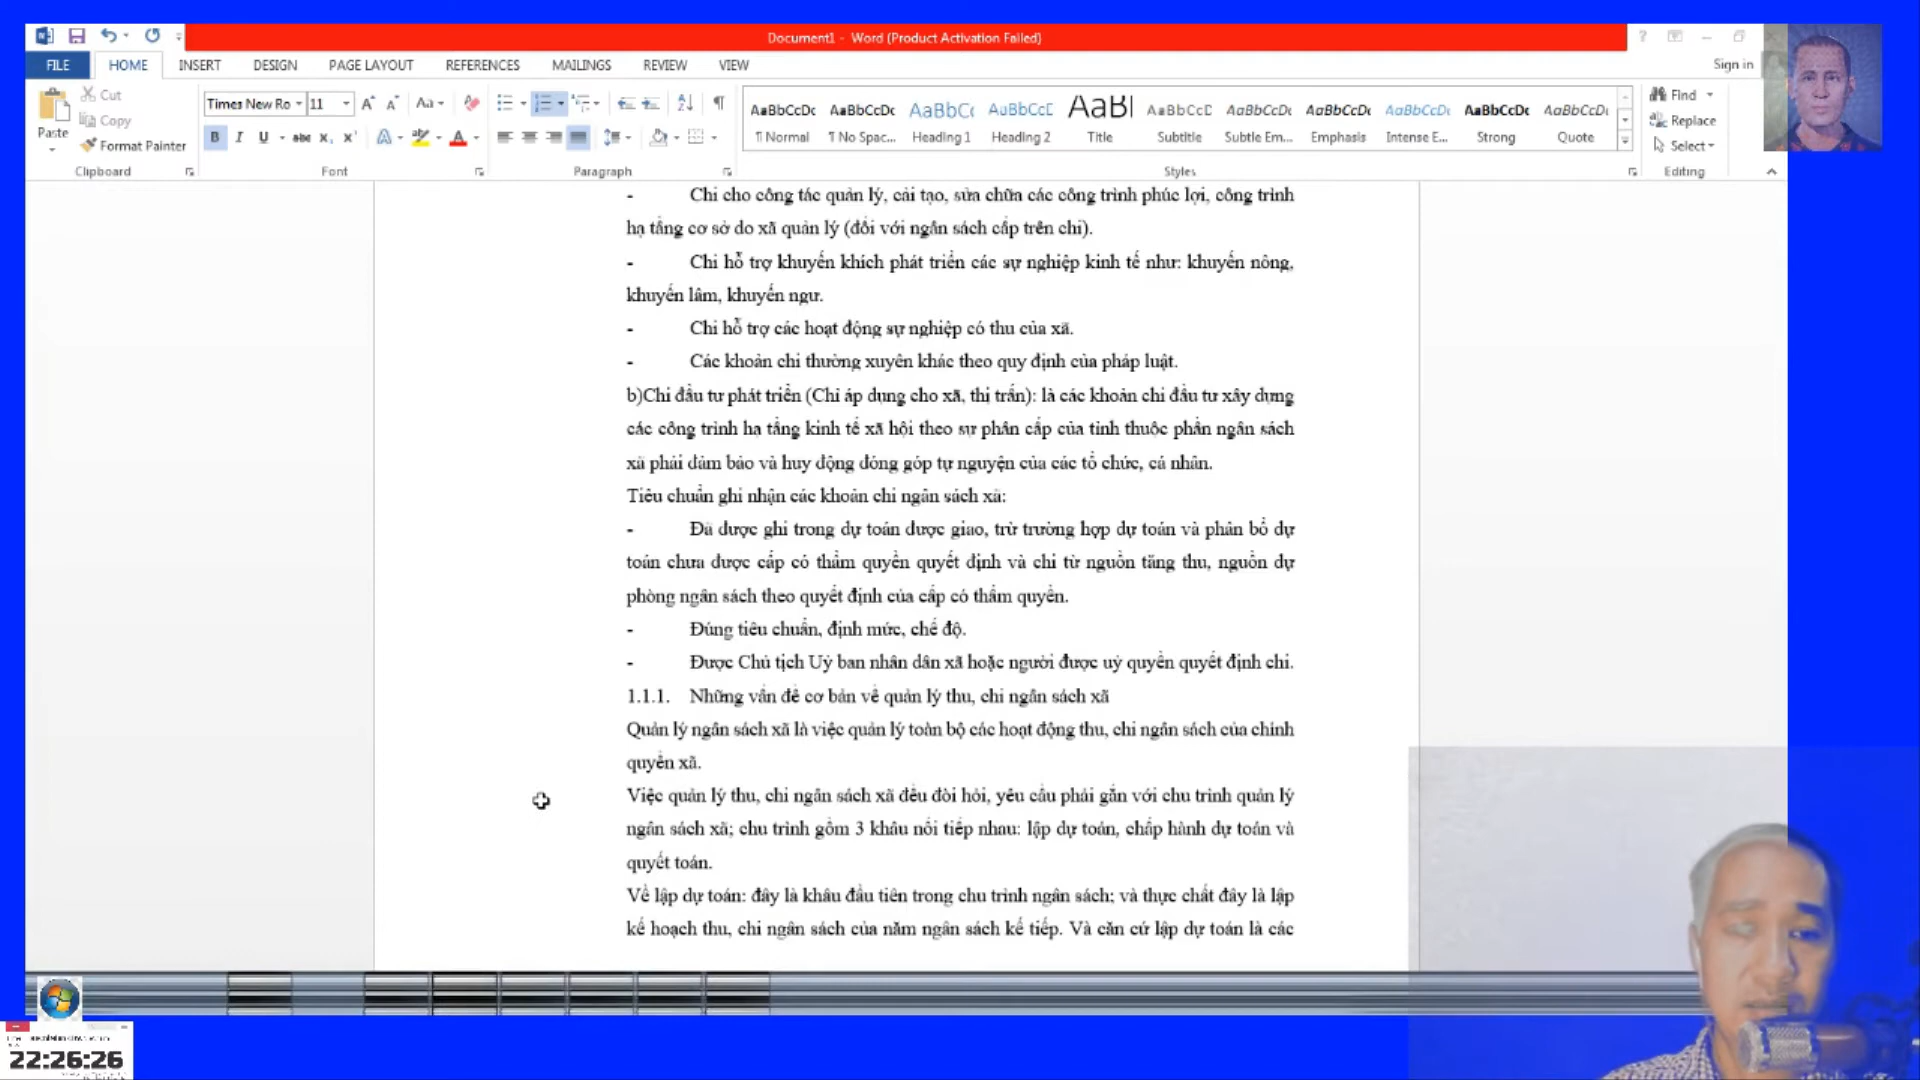 Document1 - Word (Product Activation Failed)
FILE HOME INSERT DESIGN PAGE LAYOUT REFERENCES MAILINGS REVIEW VIEW Sign in
Paste Cut Copy Format Painter
Times New Ro 11 Aa
B I U abc
AaBbCcDc AaBbCcDc AaBbC( AaBbCcD AaB| AaBbCcD AaBbCcDc AaBbCcDc AaBbCcDc AaBbCcDc AaBbCcDc
¶ Normal ¶ No Spac... Heading 1 Heading 2 Title Subtitle Subtle Em... Emphasis Intense E... Strong Quote
Find
Replace
Select
Clipboard Font Paragraph Styles Editing
- Chi cho công tác quản lý, cải tạo, sửa chữa các công trình phúc lợi, công trình
hạ tầng cơ sở do xã quản lý (đối với ngân sách cấp trên chi).
- Chi hỗ trợ khuyến khích phát triển các sự nghiệp kinh tế như: khuyến nông,
khuyến lâm, khuyến ngư.
- Chi hỗ trợ các hoạt động sự nghiệp có thu của xã.
- Các khoản chi thường xuyên khác theo quy định của pháp luật.
b)Chi đầu tư phát triển (Chi áp dụng cho xã, thị trấn): là các khoản chi đầu tư xây dựng
các công trình hạ tầng kinh tế xã hội theo sự phân cấp của tỉnh thuộc phần ngân sách
xã phải đảm bảo và huy động đóng góp tự nguyện của các tổ chức, cá nhân.
Tiêu chuẩn ghi nhận các khoản chi ngân sách xã:
- Đã được ghi trong dự toán được giao, trừ trường hợp dự toán và phân bổ dự
toán chưa được cấp có thẩm quyền quyết định và chi từ nguồn tăng thu, nguồn dự
phòng ngân sách theo quyết định của cấp có thẩm quyền.
- Đúng tiêu chuẩn, định mức, chế độ.
- Được Chủ tịch Uỷ ban nhân dân xã hoặc người được uỷ quyền quyết định chi.
1.1.1. Những vấn đề cơ bản về quản lý thu, chi ngân sách xã
Quản lý ngân sách xã là việc quản lý toàn bộ các hoạt động thu, chi ngân sách của chính
quyền xã.
Việc quản lý thu, chi ngân sách xã đều đòi hỏi, yêu cầu phải gắn với chu trình quản lý
ngân sách xã; chu trình gồm 3 khâu nối tiếp nhau: lập dự toán, chấp hành dự toán và
quyết toán.
Về lập dự toán: đây là khâu đầu tiên trong chu trình ngân sách; và thực chất đây là lập
kế hoạch thu, chi ngân sách của năm ngân sách kế tiếp. Và căn cứ lập dự toán là các
22:26:26